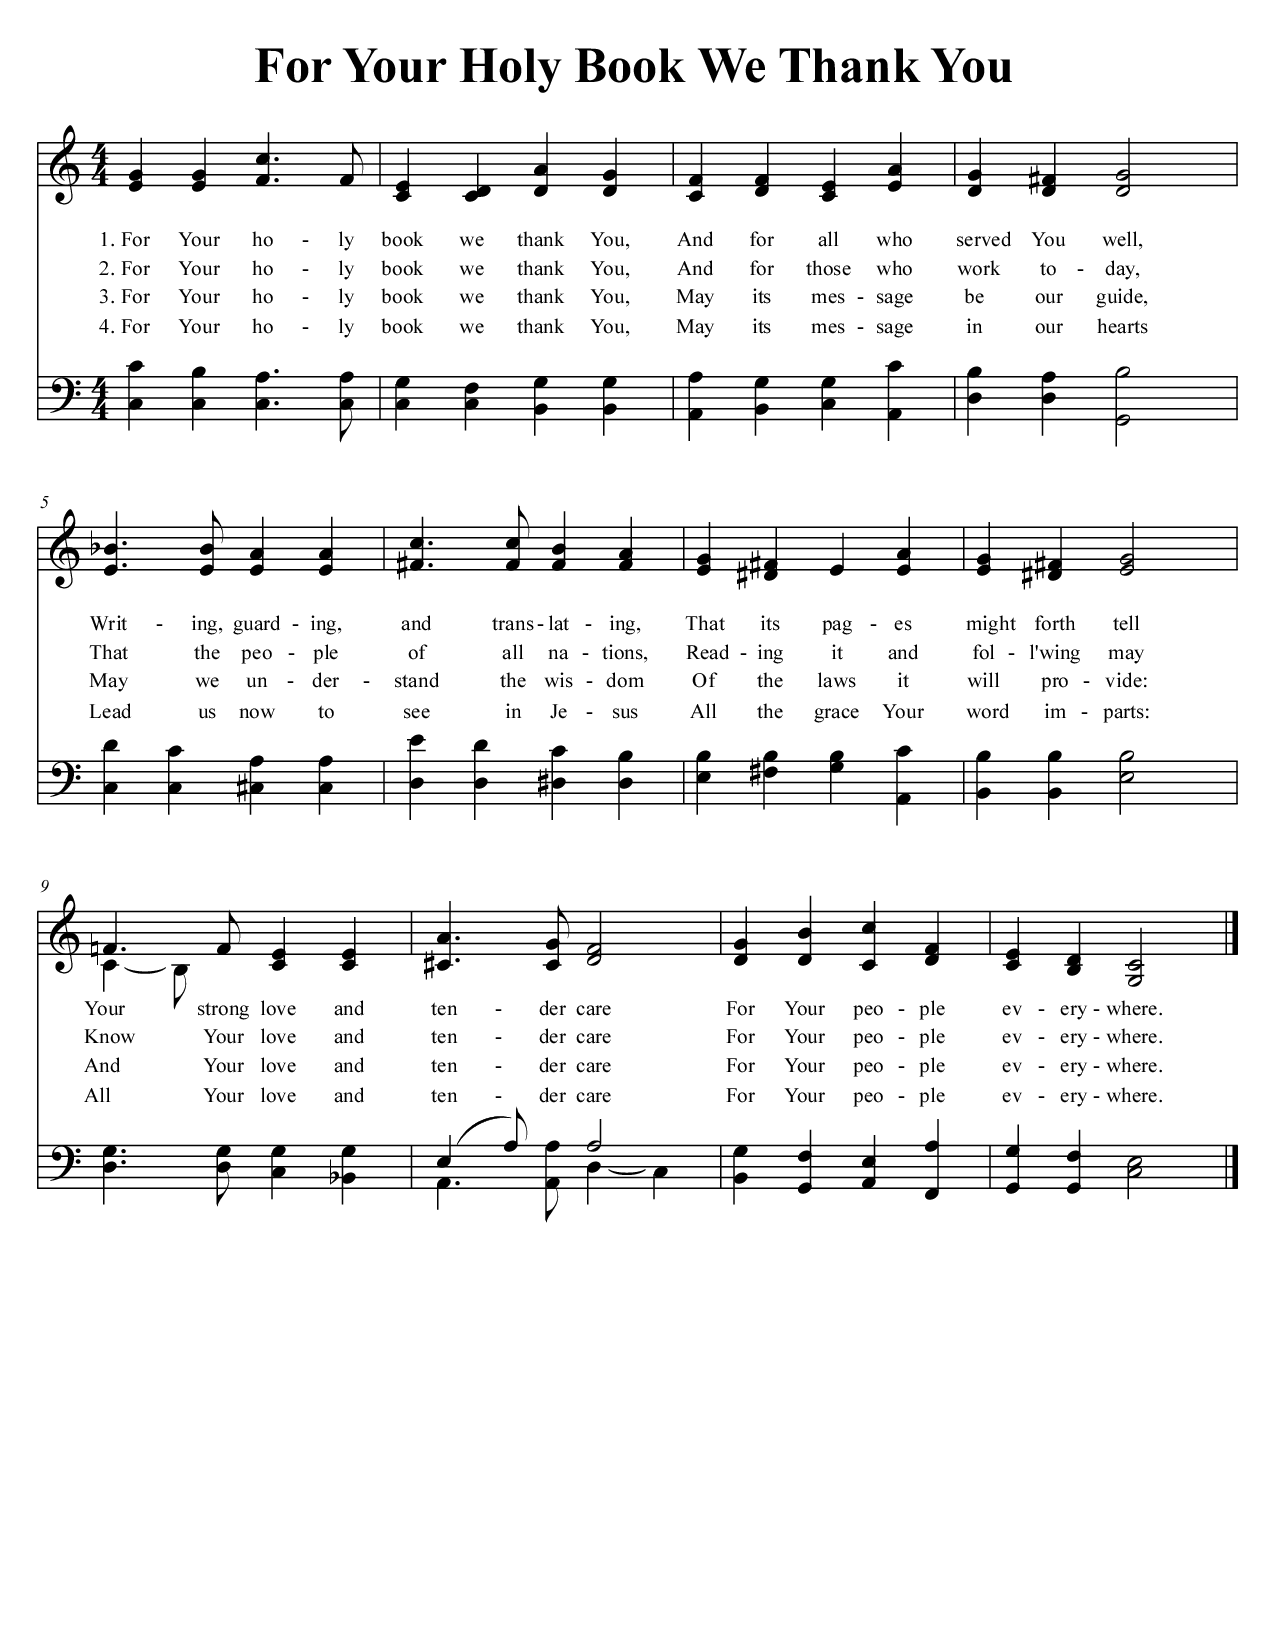 For Your Holy Book We Thank You
1. For Your ho - ly book we thank You, And for all who served You well,
2. For Your ho - ly book we thank You, And for those who work to - day,
3. For Your ho - ly book we thank You, May its mes - sage be our guide,
4. For Your ho - ly book we thank You, May its mes - sage in our hearts
5
Writ - ing, guard - ing, and trans - lat - ing, That its pag - es might forth tell
That the peo - ple of all na - tions, Read - ing it and fol - l'wing may
May we un - der - stand the wis - dom Of the laws it will pro - vide:
Lead us now to see in Je - sus All the grace Your word im - parts:
9
Your strong love and ten - der care For Your peo - ple ev - ery - where.
Know Your love and ten - der care For Your peo - ple ev - ery - where.
And Your love and ten - der care For Your peo - ple ev - ery - where.
All Your love and ten - der care For Your peo - ple ev - ery - where.